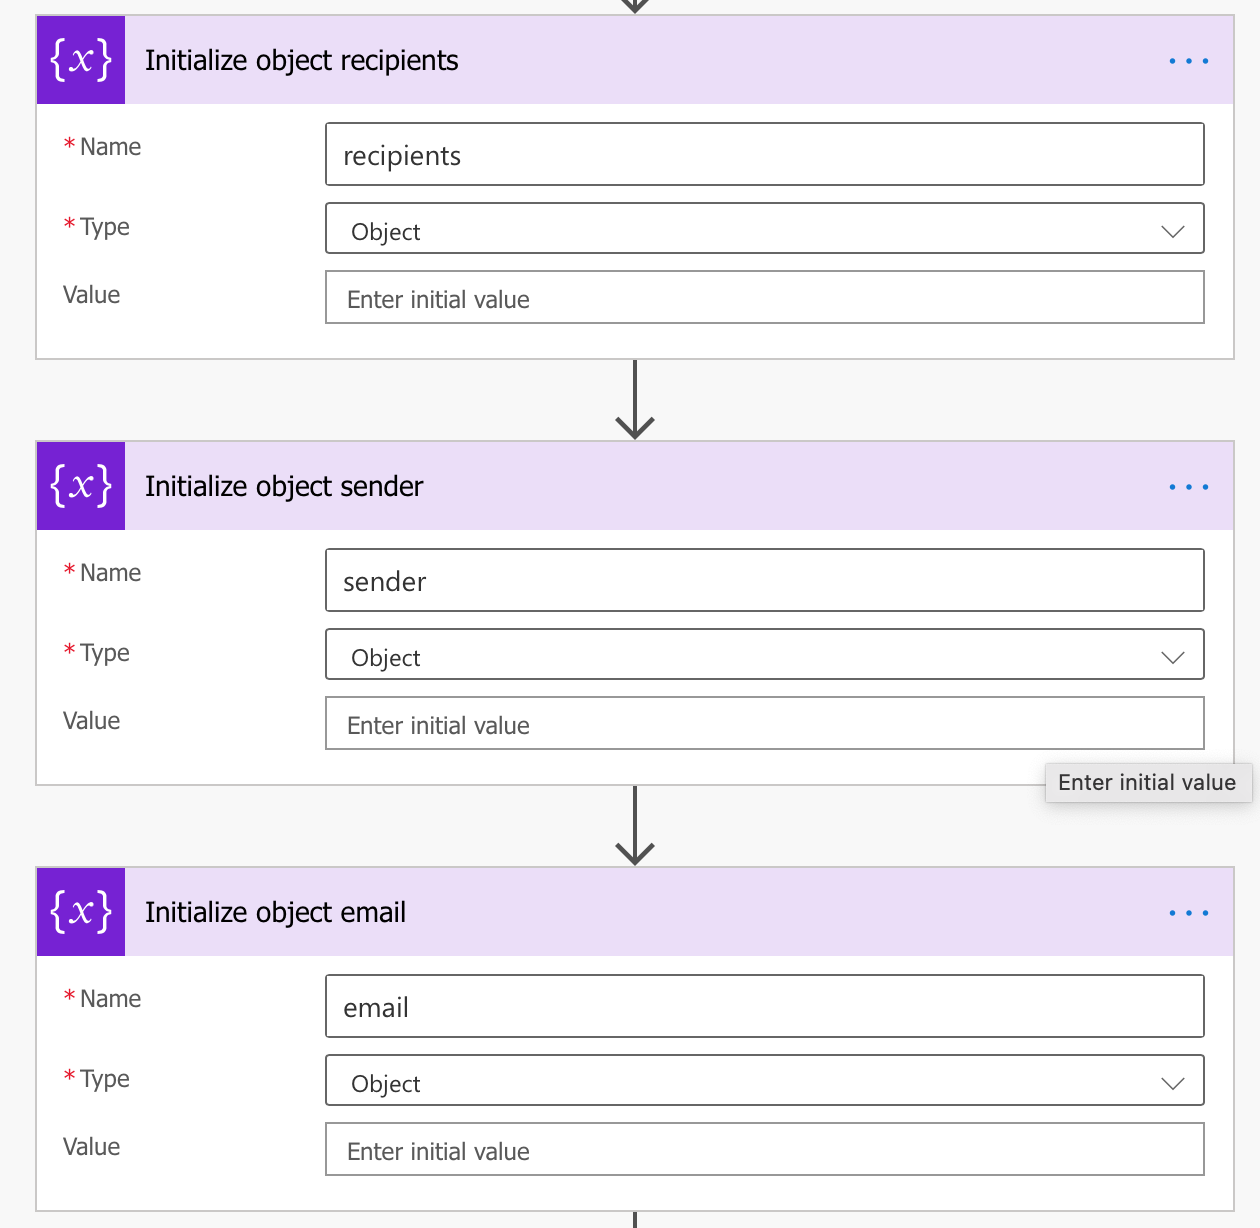 {x} Initialize object recipients ...
* Name recipients
* Type Object
Value Enter initial value
{x} Initialize object sender ...
* Name sender
* Type Object
Value Enter initial value
Enter initial value
{x} Initialize object email ...
* Name email
* Type Object
Value Enter initial value